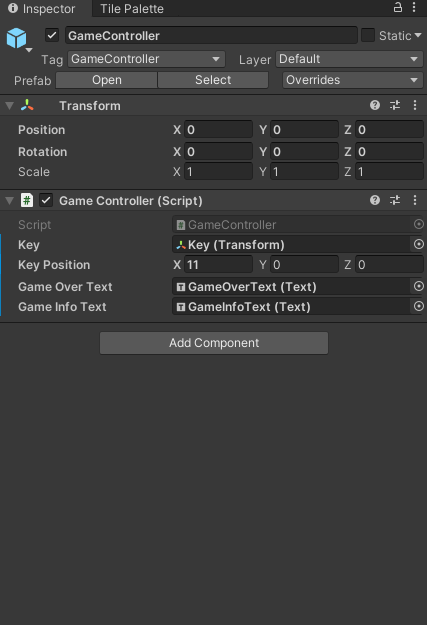 Inspector Tile Palette
GameController Static
Tag GameController Layer Default
Prefab Open Select Overrides
Transform
Position X 0 Y 0 Z 0
Rotation X 0 Y 0 Z 0
Scale X 1 Y 1 Z 1
# Game Controller (Script)
Script # GameController
Key Key (Transform)
Key Position X 11 Y 0 Z 0
Game Over Text T GameOverText (Text)
Game Info Text T GameInfoText (Text)
Add Component